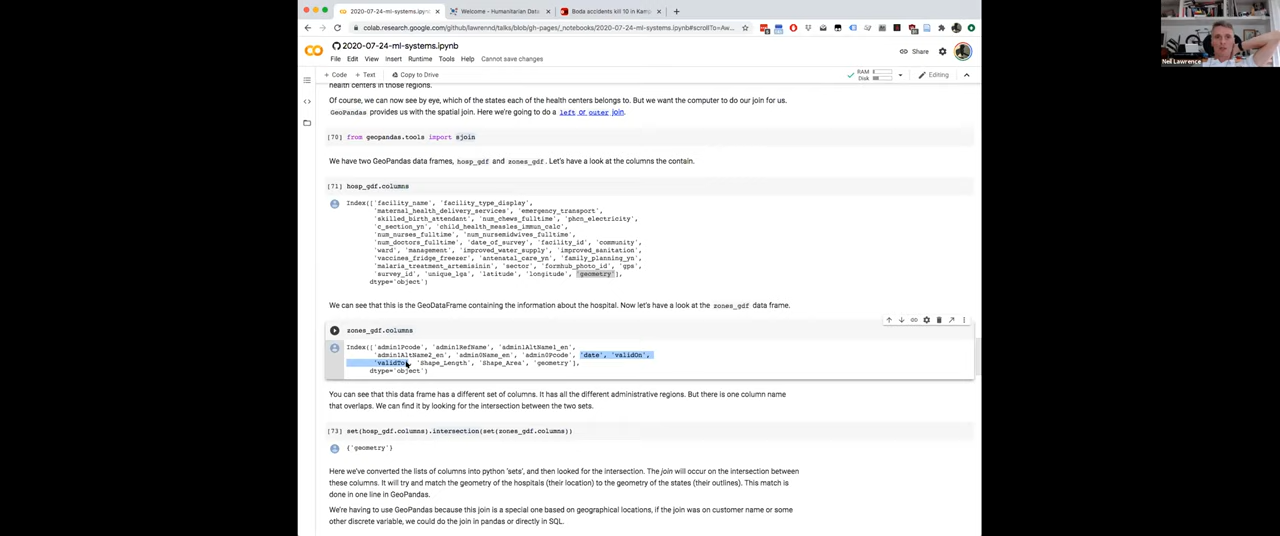 2020-07-24-ml-systems.ipynb
Welcome - Humanitarian Data
Boda accidents kill 10 in Kam
colab.research.google.com/github/lawrennd/talks/blob/gh-pages/_notebooks/2020-07-24-ml-systems.ipynb#scrollTo=Aw...
Neil Lawrence
2020-07-24-ml-systems.ipynb
Share
File Edit View Insert Runtime Tools Help Cannot save changes
+ Code + Text Copy to Drive
RAM
Disk
Editing
health centers in those regions.
Of course, we can now see by eye, which of the states each of the health centers belongs to. But we want the computer to do our join for us.
GeoPandas provides us with the spatial join. Here we're going to do a left or outer join.
[70] from geopandas.tools import sjoin
We have two GeoPandas data frames, hosp_gdf and zones_gdf. Let's have a look at the columns the contain.
[71] hosp_gdf.columns
Index(['facility_name', 'facility_type_display',
'maternal_health_delivery_services', 'emergency_transport',
'skilled_birth_attendant', 'num_chews_fulltime', 'phcn_electricity',
'c_section_yn', 'child_health_measles_immun_calc',
'num_nurses_fulltime', 'num_nursemidwives_fulltime',
'num_doctors_fulltime', 'date_of_survey', 'facility_id', 'community',
'ward', 'management', 'improved_water_supply', 'improved_sanitation',
'vaccines_fridge_freezer', 'antenatal_care_yn', 'family_planning_yn',
'malaria_treatment_artemisinin', 'sector', 'formhub_photo_id', 'gps',
'survey_id', 'unique_lga', 'latitude', 'longitude', 'geometry'],
dtype='object')
We can see that this is the GeoDataFrame containing the information about the hospital. Now let's have a look at the zones_gdf data frame.
zones_gdf.columns
Index(['admin1Pcode', 'admin1RefName', 'admin1AltName1_en',
'admin1AltName2_en', 'admin0Name_en', 'admin0Pcode', 'date', 'validOn',
'validTo', 'Shape_Length', 'Shape_Area', 'geometry'],
dtype='object')
You can see that this data frame has a different set of columns. It has all the different administrative regions. But there is one column name
that overlaps. We can find it by looking for the intersection between the two sets.
[73] set(hosp_gdf.columns).intersection(set(zones_gdf.columns))
{'geometry'}
Here we've converted the lists of columns into python 'sets', and then looked for the intersection. The join will occur on the intersection between
these columns. It will try and match the geometry of the hospitals (their location) to the geometry of the states (their outlines). This match is
done in one line in GeoPandas.
We're having to use GeoPandas because this join is a special one based on geographical locations, if the join was on customer name or some
other discrete variable, we could do the join in pandas or directly in SQL.